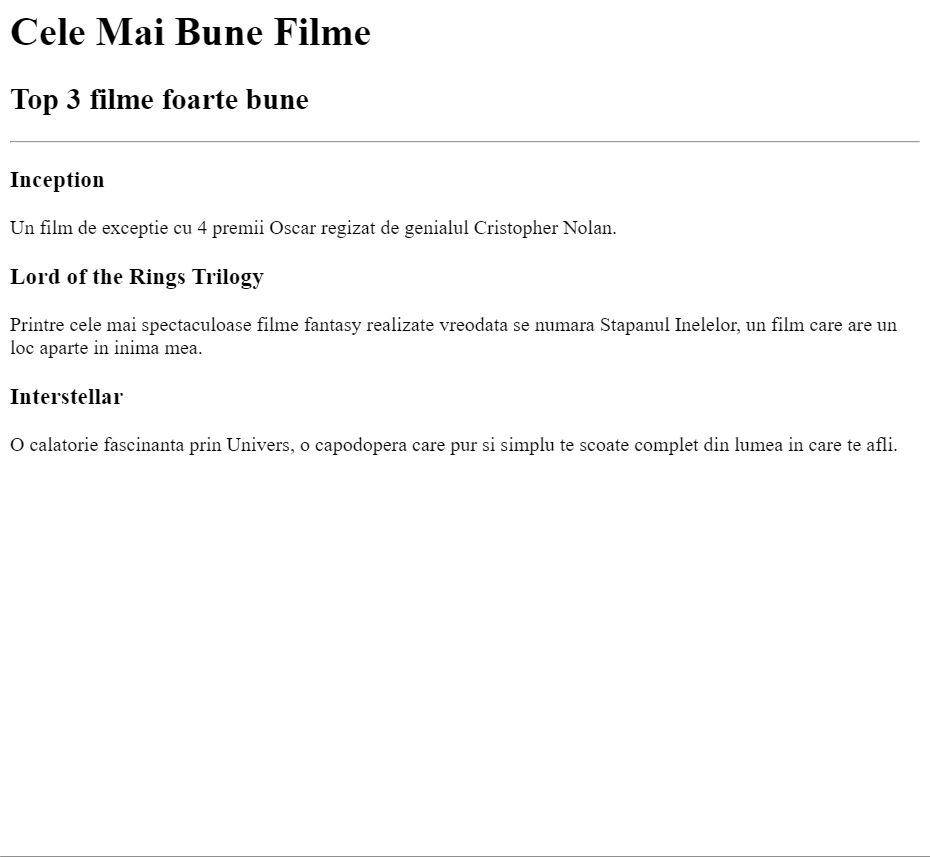 Cele Mai Bune Filme
Top 3 filme foarte bune
Inception
Un film de exceptie cu 4 premii Oscar regizat de genialul Cristopher Nolan.
Lord of the Rings Trilogy
Printre cele mai spectaculoase filme fantasy realizate vreodata se numara Stapanul Inelelor, un film care are un
loc aparte in inima mea.
Interstellar
O calatorie fascinanta prin Univers, o capodopera care pur si simplu te scoate complet din lumea in care te afli.